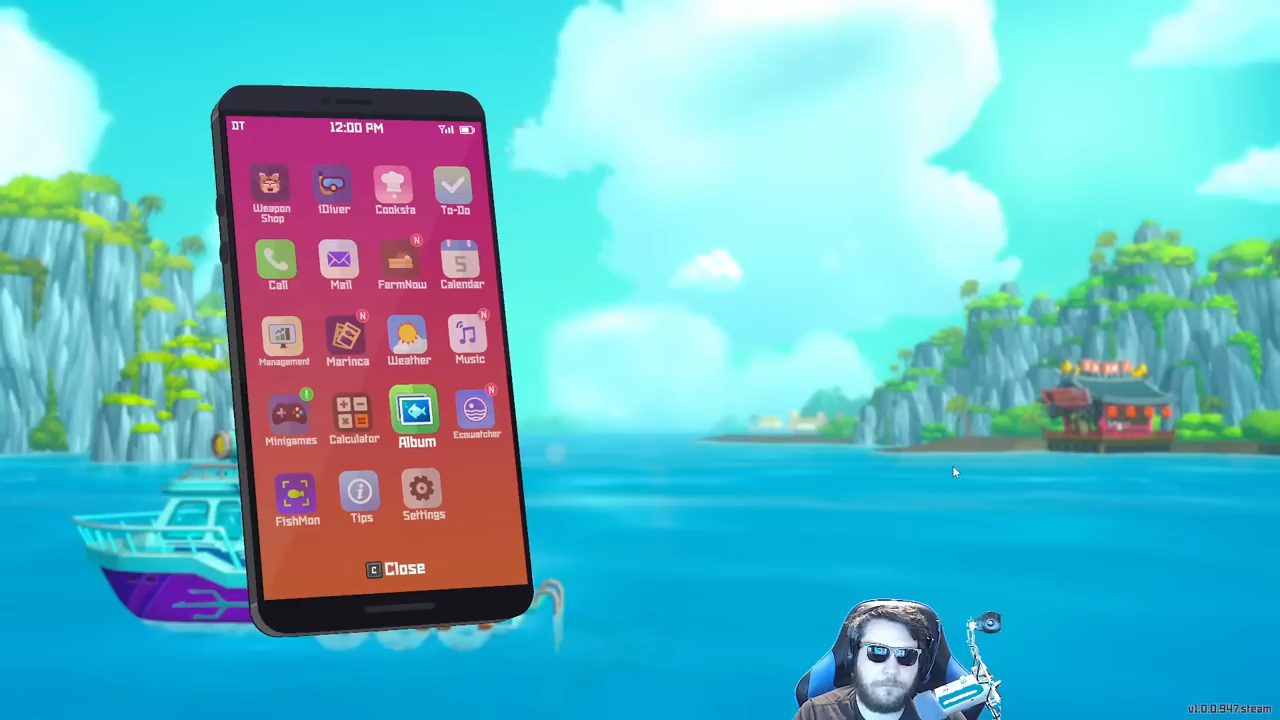 DT 12:00 PM
Weapon Shop
iDiver
Cooksta
To-Do
Call
Mail
N
FarmNow
5
Calendar
Management
N
Marinca
Weather
N
Music
!
Minigames
Calculator
Album
N
Ecowatcher
FishMon
Tips
Settings
C Close
v1.0.0.947.steam